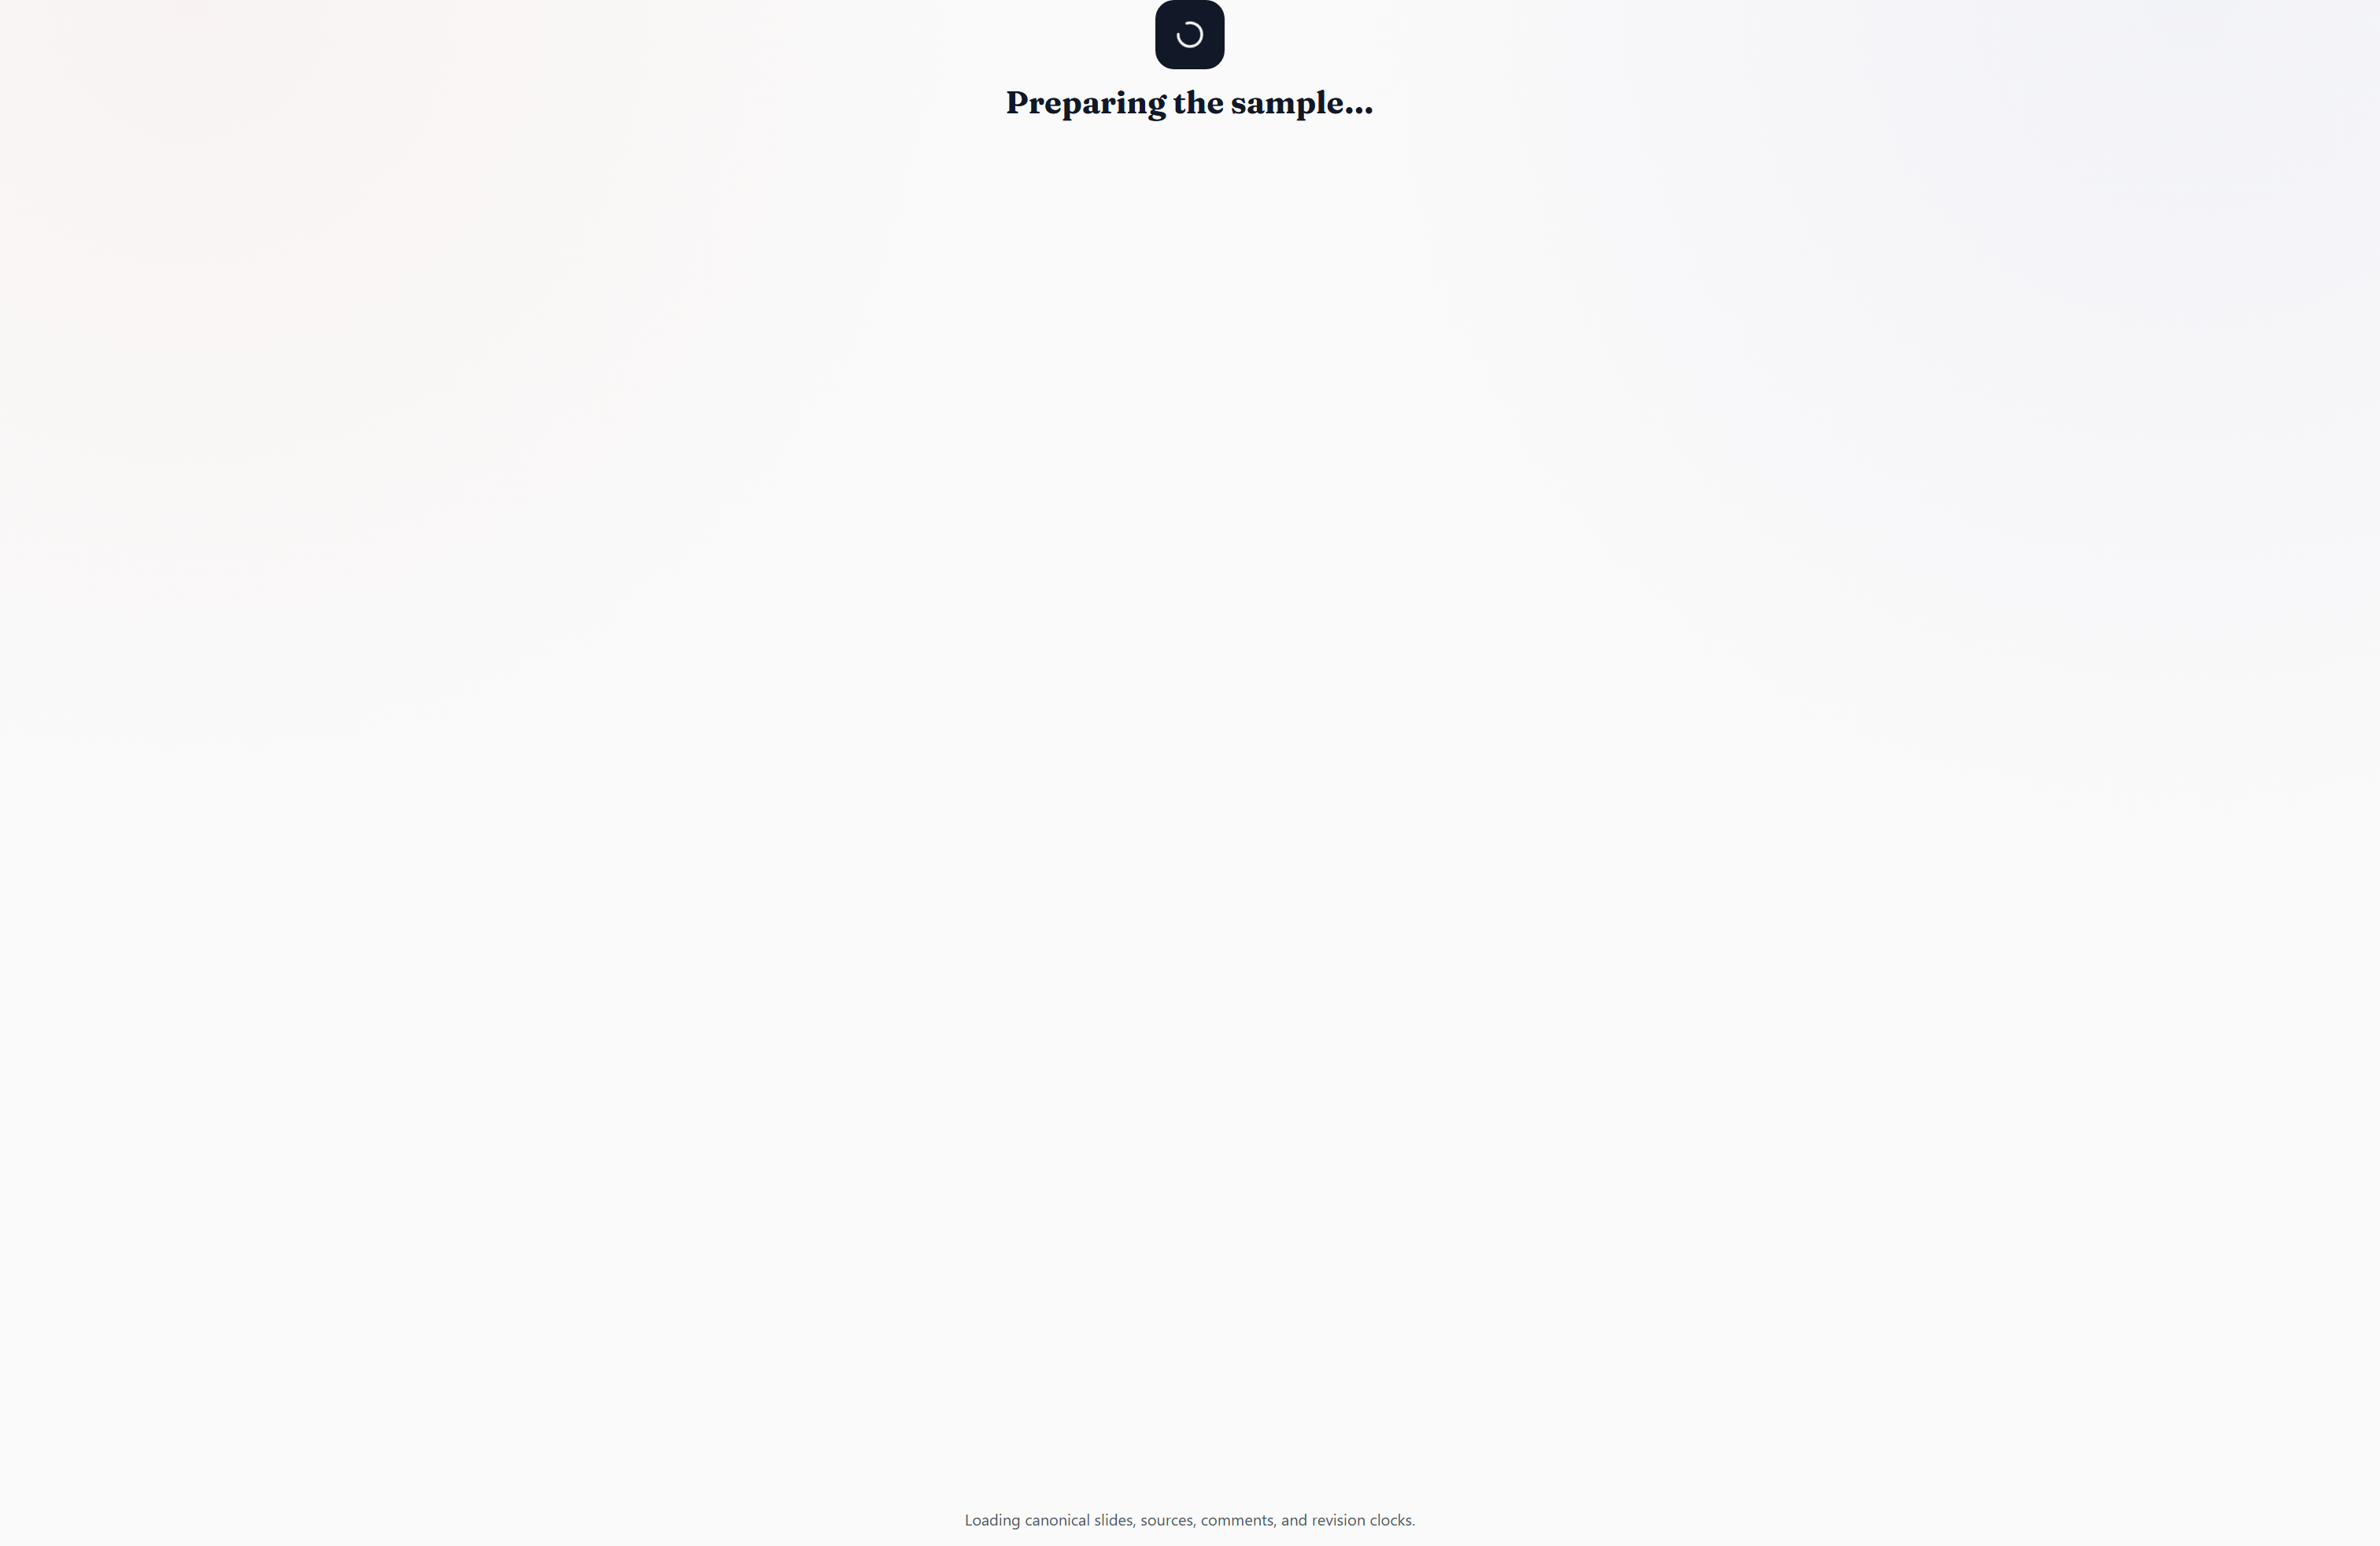 Preparing the sample...
Loading canonical slides, sources, comments, and revision clocks.